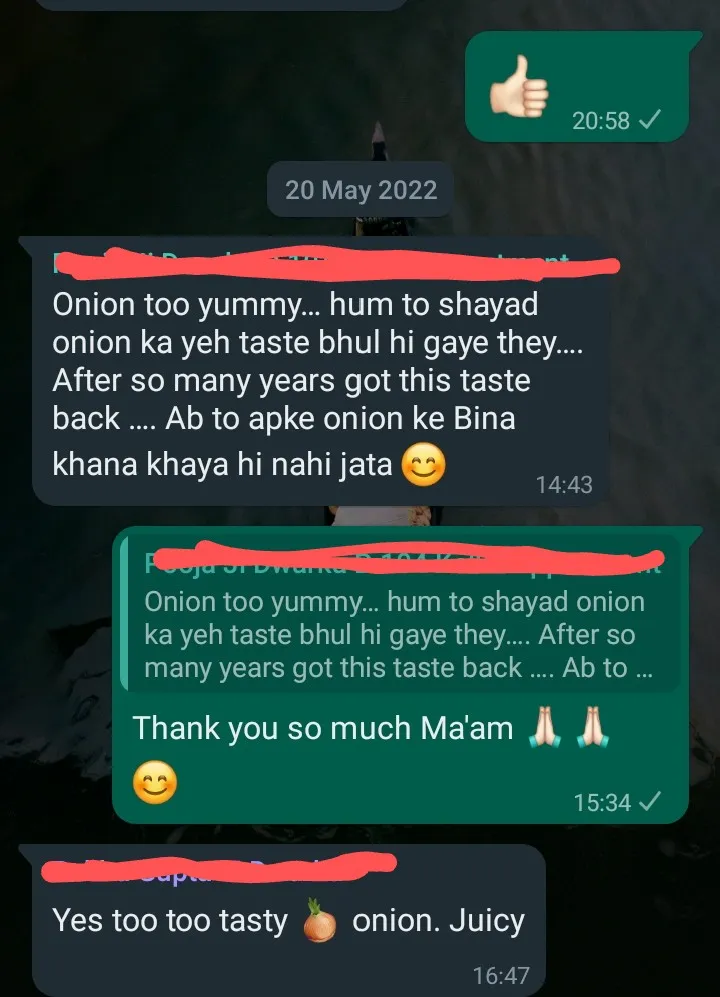 20:58
20 May 2022
Onion too yummy... hum to shayad
onion ka yeh taste bhul hi gaye they....
After so many years got this taste
back .... Ab to apke onion ke Bina
khana khaya hi nahi jata 😊
14:43
Onion too yummy... hum to shayad onion
ka yeh taste bhul hi gaye they.... After so
many years got this taste back .... Ab to ...
Thank you so much Ma'am 🙏🏻 🙏🏻
😊
15:34
Yes too too tasty 🧅 onion. Juicy
16:47